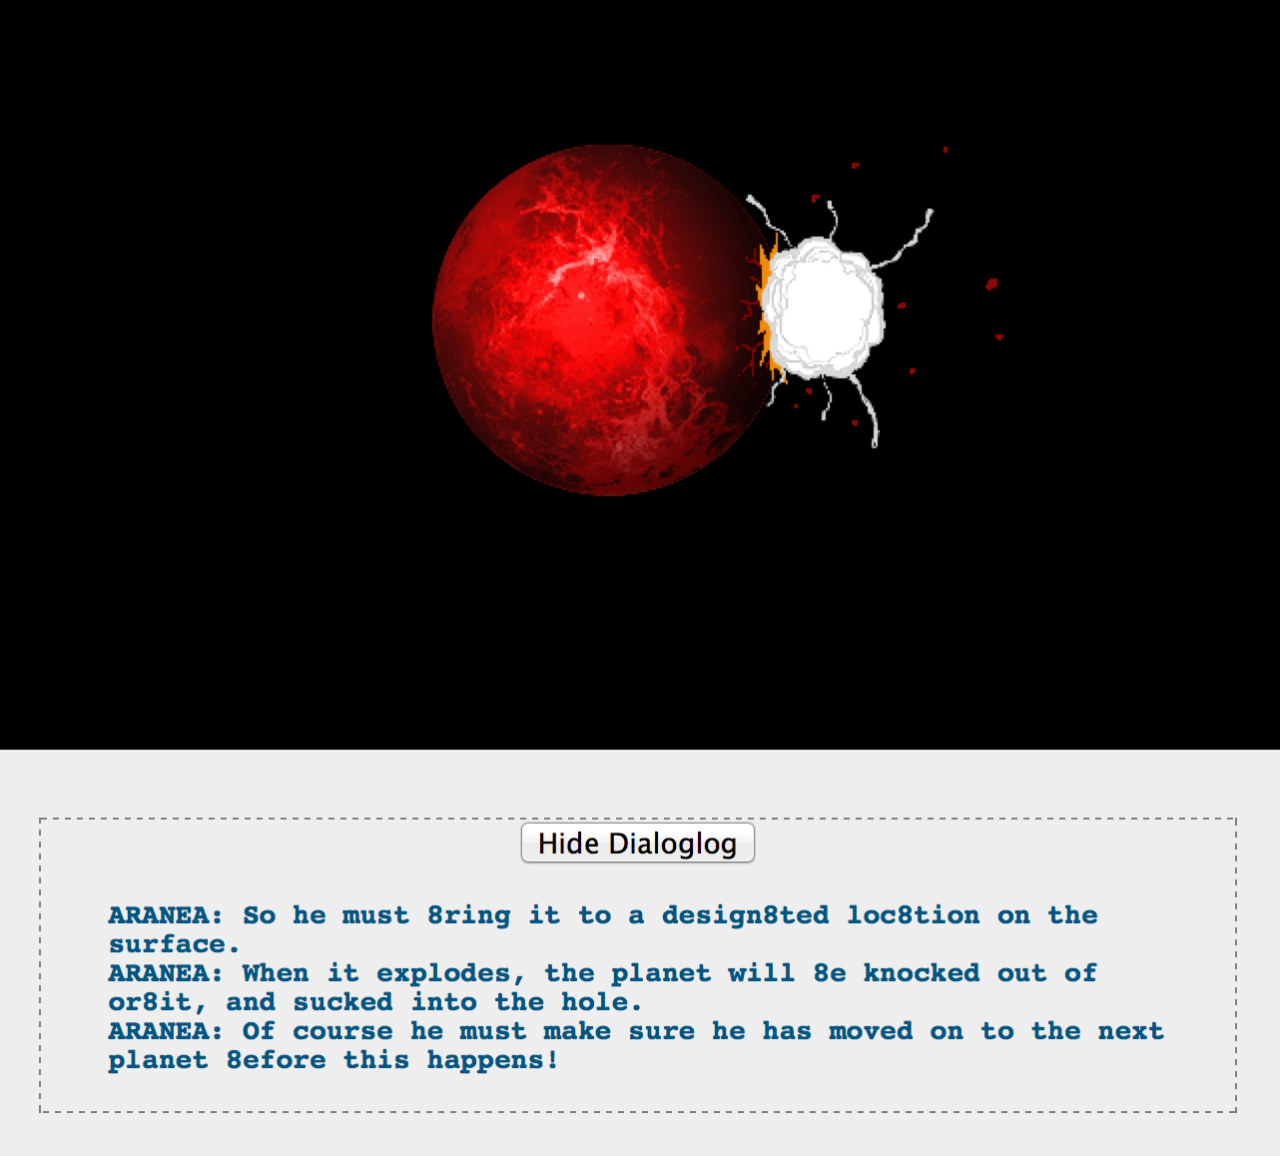 Hide Dialoglog
ARANEA: So he must 8ring it to a design8ted loc8tion on the
surface.
ARANEA: When it explodes, the planet will 8e knocked out of
or8it, and sucked into the hole.
ARANEA: Of course he must make sure he has moved on to the next
planet 8efore this happens!